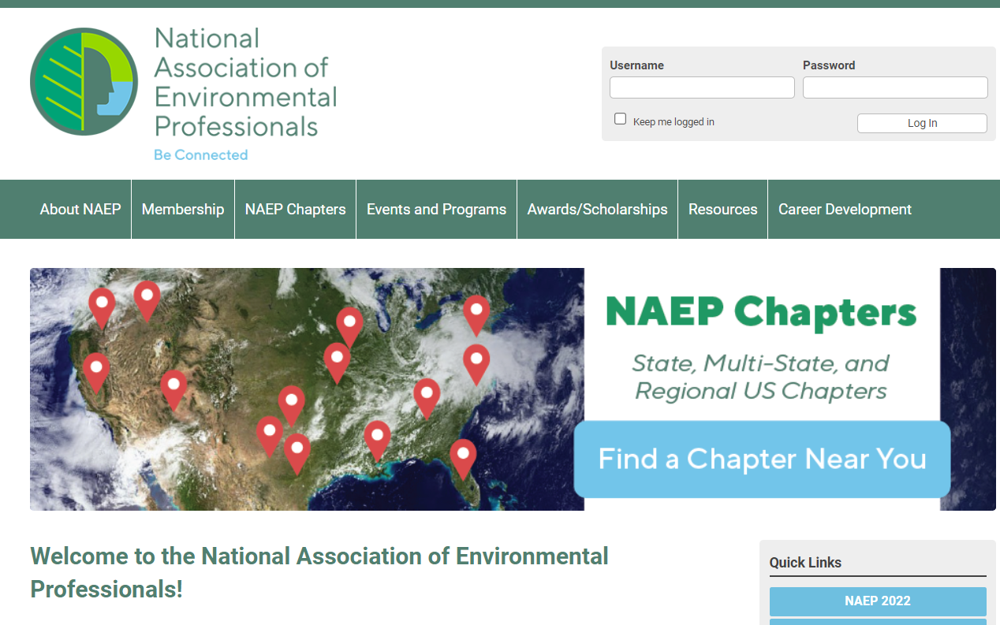 National
Association of
Environmental
Professionals
Be Connected
Username
Password
Keep me logged in
Log In
About NAEP
Membership
NAEP Chapters
Events and Programs
Awards/Scholarships
Resources
Career Development
NAEP Chapters
State, Multi-State, and
Regional US Chapters
Find a Chapter Near You
Welcome to the National Association of Environmental
Professionals!
Quick Links
NAEP 2022